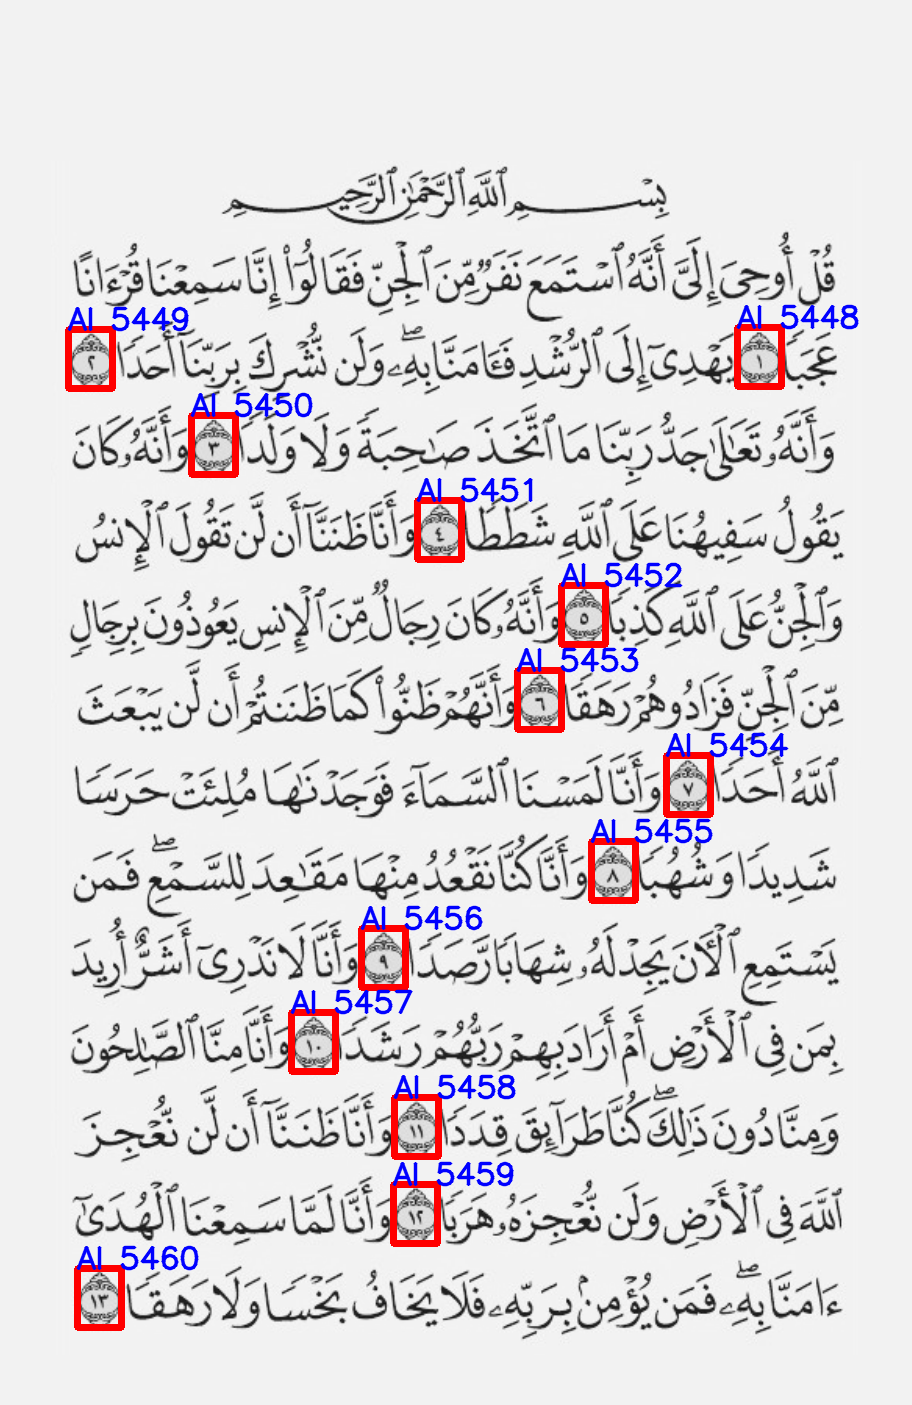 بِسْمِ ٱللَّهِ ٱلرَّحْمَٰنِ ٱلرَّحِيمِ
قُلْ أُوحِىَ إِلَىَّ أَنَّهُ ٱسْتَمَعَ نَفَرٌ مِّنَ ٱلْجِنِّ فَقَالُوٓا۟ إِنَّا سَمِعْنَا قُرْءَانًا
AI 5448 AI 5449
عَجَبًا ١ يَهْدِىٓ إِلَى ٱلرُّشْدِ فَـَٔامَنَّا بِهِۦ ۖ وَلَن نُّشْرِكَ بِرَبِّنَآ أَحَدًا ٢
AI 5450
وَأَنَّهُۥ تَعَٰلَىٰ جَدُّ رَبِّنَا مَا ٱتَّخَذَ صَٰحِبَةً وَلَا وَلَدًا ٣ وَأَنَّهُۥ كَانَ
AI 5451
يَقُولُ سَفِيهُنَا عَلَى ٱللَّهِ شَطَطًا ٤ وَأَنَّا ظَنَنَّآ أَن لَّن تَقُولَ ٱلْإِنسُ
AI 5452
وَٱلْجِنُّ عَلَى ٱللَّهِ كَذِبًا ٥ وَأَنَّهُۥ كَانَ رِجَالٌ مِّنَ ٱلْإِنسِ يَعُوذُونَ بِرِجَالٍ
AI 5453
مِّنَ ٱلْجِنِّ فَزَادُوهُمْ رَهَقًا ٦ وَأَنَّهُمْ ظَنُّوا۟ كَمَا ظَنَنتُمْ أَن لَّن يَبْعَثَ
AI 5454
ٱللَّهُ أَحَدًا ٧ وَأَنَّا لَمَسْنَا ٱلسَّمَآءَ فَوَجَدْنَٰهَا مُلِئَتْ حَرَسًا
AI 5455
شَدِيدًا وَشُهُبًا ٨ وَأَنَّا كُنَّا نَقْعُدُ مِنْهَا مَقَٰعِدَ لِلسَّمْعِ ۖ فَمَن
AI 5456
يَسْتَمِعِ ٱلْـَٔانَ يَجِدْ لَهُۥ شِهَابًا رَّصَدًا ٩ وَأَنَّا لَا نَدْرِىٓ أَشَرٌّ أُرِيدَ
AI 5457
بِمَن فِى ٱلْأَرْضِ أَمْ أَرَادَ بِهِمْ رَبُّهُمْ رَشَدًا ١٠ وَأَنَّا مِنَّا ٱلصَّٰلِحُونَ
AI 5458
وَمِنَّا دُونَ ذَٰلِكَ ۖ كُنَّا طَرَآئِقَ قِدَدًا ١١ وَأَنَّا ظَنَنَّآ أَن لَّن نُّعْجِزَ
AI 5459
ٱللَّهَ فِى ٱلْأَرْضِ وَلَن نُّعْجِزَهُۥ هَرَبًا ١٢ وَأَنَّا لَمَّا سَمِعْنَا ٱلْهُدَىٰٓ
AI 5460
ءَامَنَّا بِهِۦ ۖ فَمَن يُؤْمِنۢ بِرَبِّهِۦ فَلَا يَخَافُ بَخْسًا وَلَا رَهَقًا ١٣